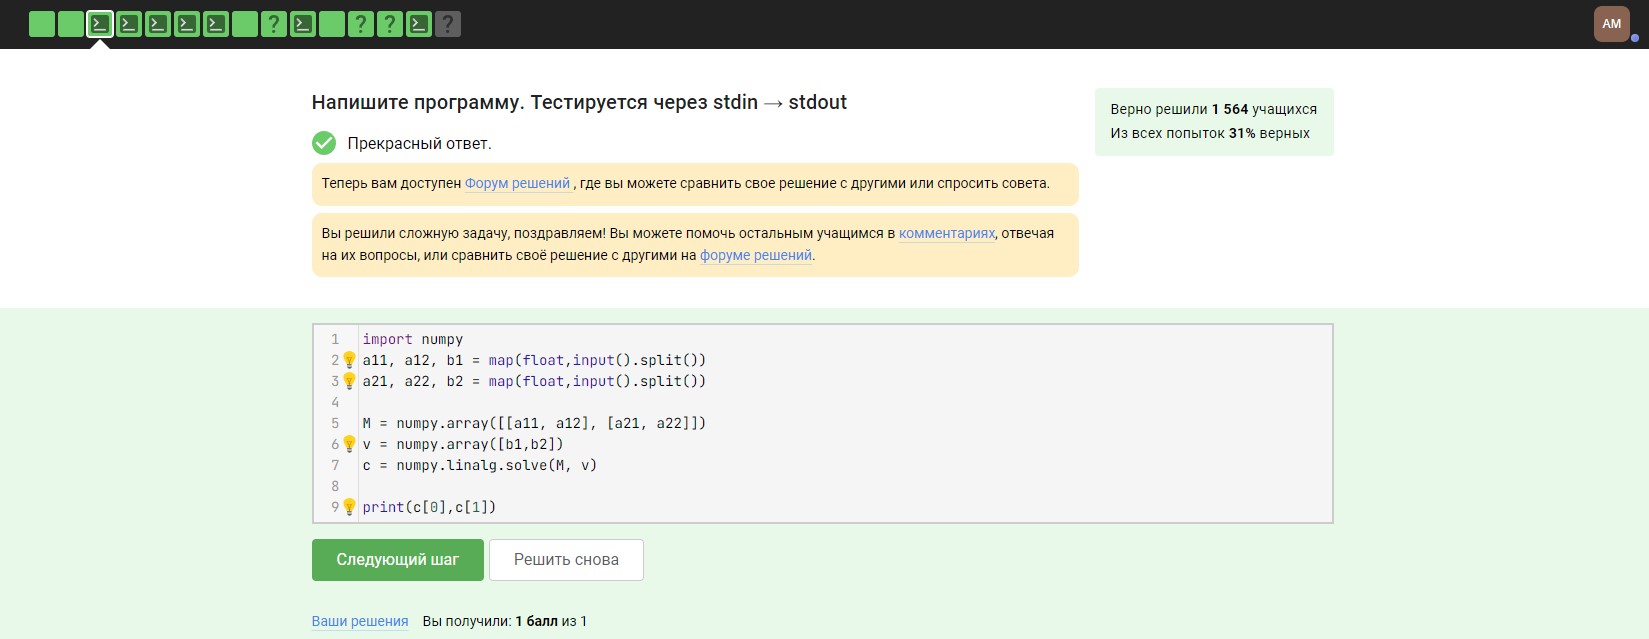 ? ? ? ?
AM
Напишите программу. Тестируется через stdin → stdout
Прекрасный ответ.
Теперь вам доступен Форум решений , где вы можете сравнить свое решение с другими или спросить совета.
Вы решили сложную задачу, поздравляем! Вы можете помочь остальным учащимся в комментариях, отвечая
на их вопросы, или сравнить своё решение с другими на форуме решений.
Верно решили 1 564 учащихся
Из всех попыток 31% верных
1 import numpy
2 a11, a12, b1 = map(float,input().split())
3 a21, a22, b2 = map(float,input().split())
4
5 M = numpy.array([[a11, a12], [a21, a22]])
6 v = numpy.array([b1,b2])
7 c = numpy.linalg.solve(M, v)
8
9 print(c[0],c[1])
Следующий шаг
Решить снова
Ваши решения Вы получили: 1 балл из 1